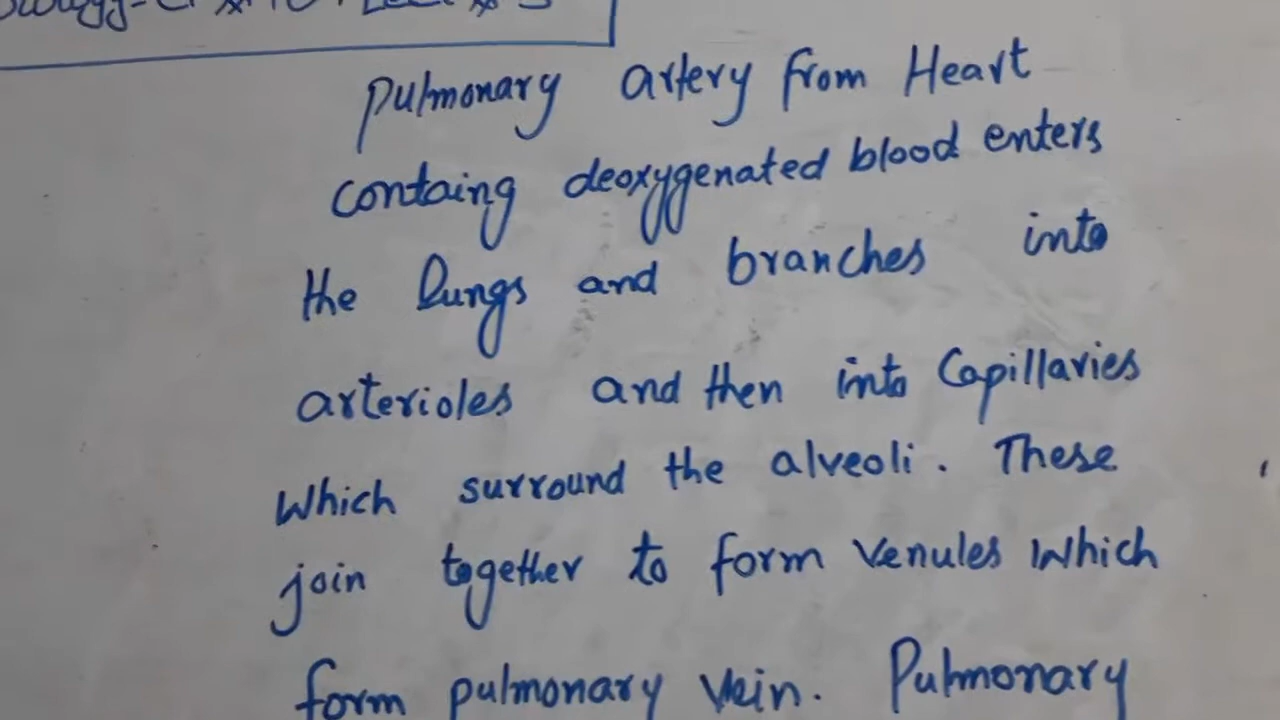 Pulmonary artery from Heart
containg deoxygenated blood enters
the Lungs and branches into
arterioles and then into Capillaries
which surround the alveoli. These
join together to form venules which
form pulmonary vein. Pulmonary